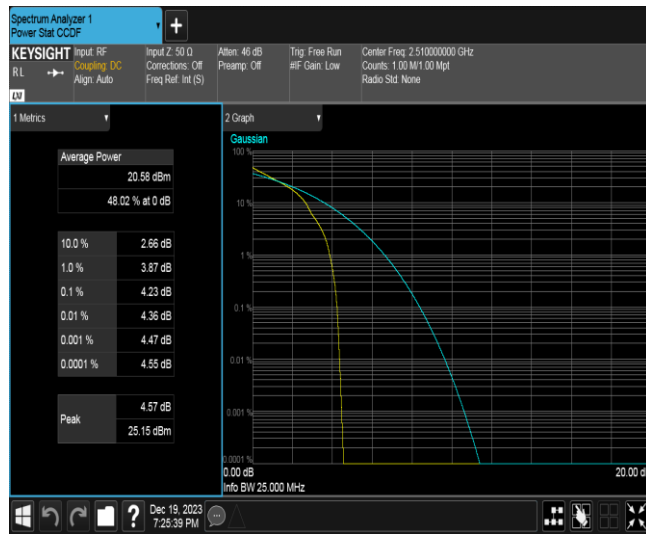 Spectrum Analyzer 1
Power Stat CCDF
+
KEYSIGHT
RL
LXI
Input: RF
Coupling: DC
Align: Auto
Input Z: 50 Ω
Corrections: Off
Freq Ref: Int (S)
Atten: 46 dB
Preamp: Off
Trig: Free Run
#IF Gain: Low
Center Freq: 2.510000000 GHz
Counts: 1.00 M/1.00 Mpt
Radio Std: None
1 Metrics
Average Power
20.58 dBm
48.02 % at 0 dB
10.0 % 2.66 dB
1.0 % 3.87 dB
0.1 % 4.23 dB
0.01 % 4.36 dB
0.001 % 4.47 dB
0.0001 % 4.55 dB
Peak
4.57 dB
25.15 dBm
2 Graph
Gaussian
100 %
10 %
1 %
0.1 %
0.01 %
0.001 %
0.0001 %
0.00 dB
20.00 d
Info BW 25.000 MHz
?
Dec 19, 2023
7:25:39 PM